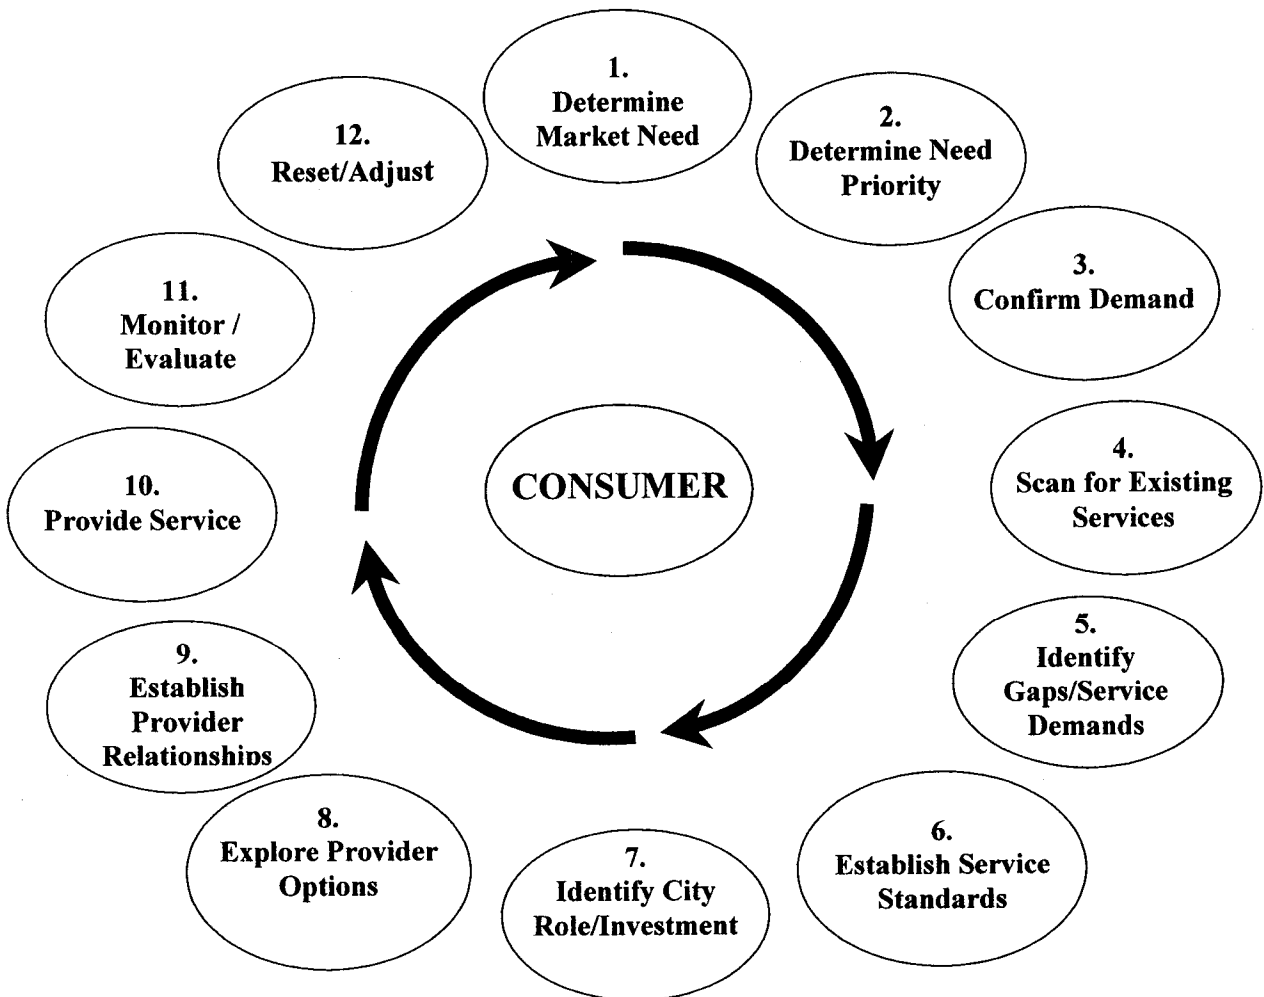 1.
Determine
Market Need
2.
Determine Need
Priority
3.
Confirm Demand
4.
Scan for Existing
Services
5.
Identify
Gaps/Service
Demands
6.
Establish Service
Standards
7.
Identify City
Role/Investment
8.
Explore Provider
Options
9.
Establish
Provider
Relationships
10.
Provide Service
11.
Monitor /
Evaluate
12.
Reset/Adjust
CONSUMER